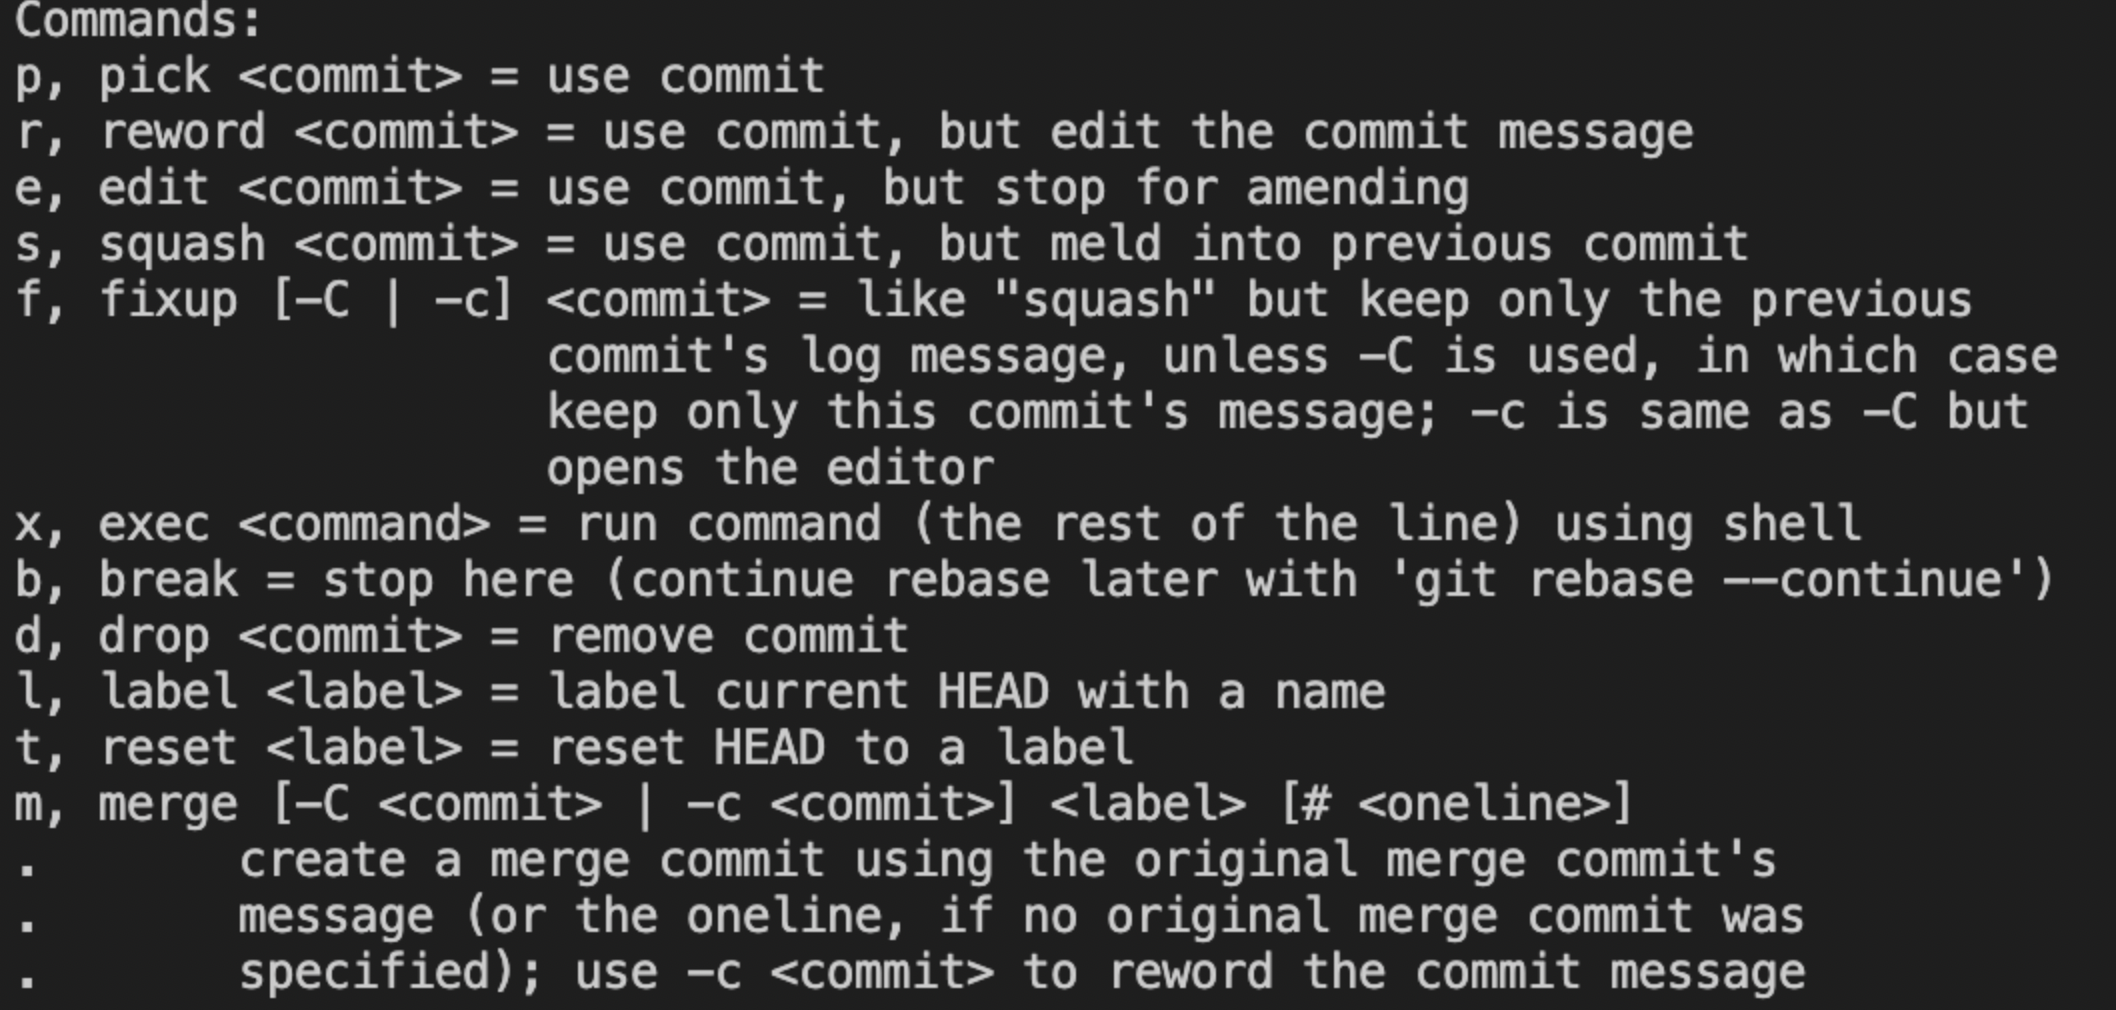 Commands:
p, pick <commit> = use commit
r, reword <commit> = use commit, but edit the commit message
e, edit <commit> = use commit, but stop for amending
s, squash <commit> = use commit, but meld into previous commit
f, fixup [-C | -c] <commit> = like "squash" but keep only the previous
                   commit's log message, unless -C is used, in which case
                   keep only this commit's message; -c is same as -C but
                   opens the editor
x, exec <command> = run command (the rest of the line) using shell
b, break = stop here (continue rebase later with 'git rebase --continue')
d, drop <commit> = remove commit
l, label <label> = label current HEAD with a name
t, reset <label> = reset HEAD to a label
m, merge [-C <commit> | -c <commit>] <label> [# <oneline>]
.       create a merge commit using the original merge commit's
.       message (or the oneline, if no original merge commit was
.       specified); use -c <commit> to reword the commit message